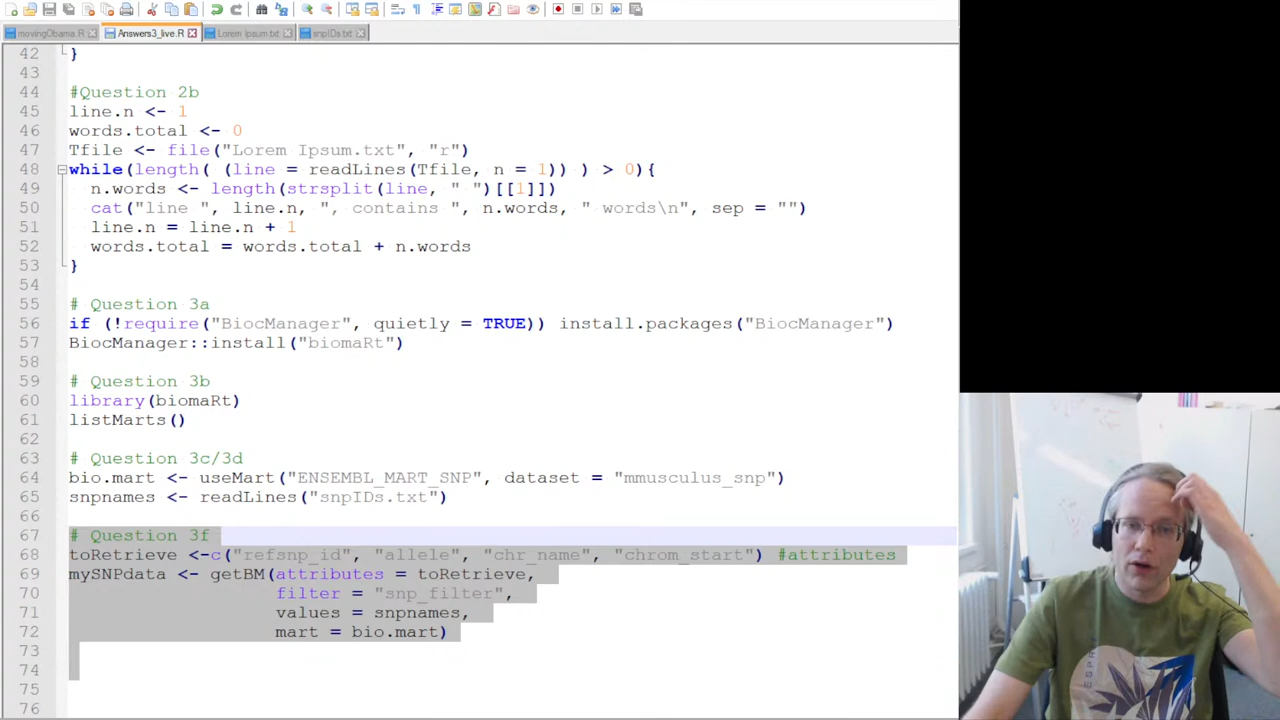 movingObama.R
Answers3_live.R
Lorem Ipsum.txt
snpIDs.txt
42 }
43
44 #Question 2b
45 line.n <- 1
46 words.total <- 0
47 Tfile <- file("Lorem Ipsum.txt", "r")
48 while(length( (line = readLines(Tfile, n = 1)) ) > 0){
49 n.words <- length(strsplit(line, " ")[[1]])
50 cat("line ", line.n, ", contains ", n.words, " words\n", sep = "")
51 line.n = line.n + 1
52 words.total = words.total + n.words
53 }
54
55 # Question 3a
56 if (!require("BiocManager", quietly = TRUE)) install.packages("BiocManager")
57 BiocManager::install("biomaRt")
58
59 # Question 3b
60 library(biomaRt)
61 listMarts()
62
63 # Question 3c/3d
64 bio.mart <- useMart("ENSEMBL_MART_SNP", dataset = "mmusculus_snp")
65 snpnames <- readLines("snpIDs.txt")
66
67 # Question 3f
68 toRetrieve <-c("refsnp_id", "allele", "chr_name", "chrom_start") #attributes
69 mySNPdata <- getBM(attributes = toRetrieve,
70 filter = "snp_filter",
71 values = snpnames,
72 mart = bio.mart)
73
74
75
76